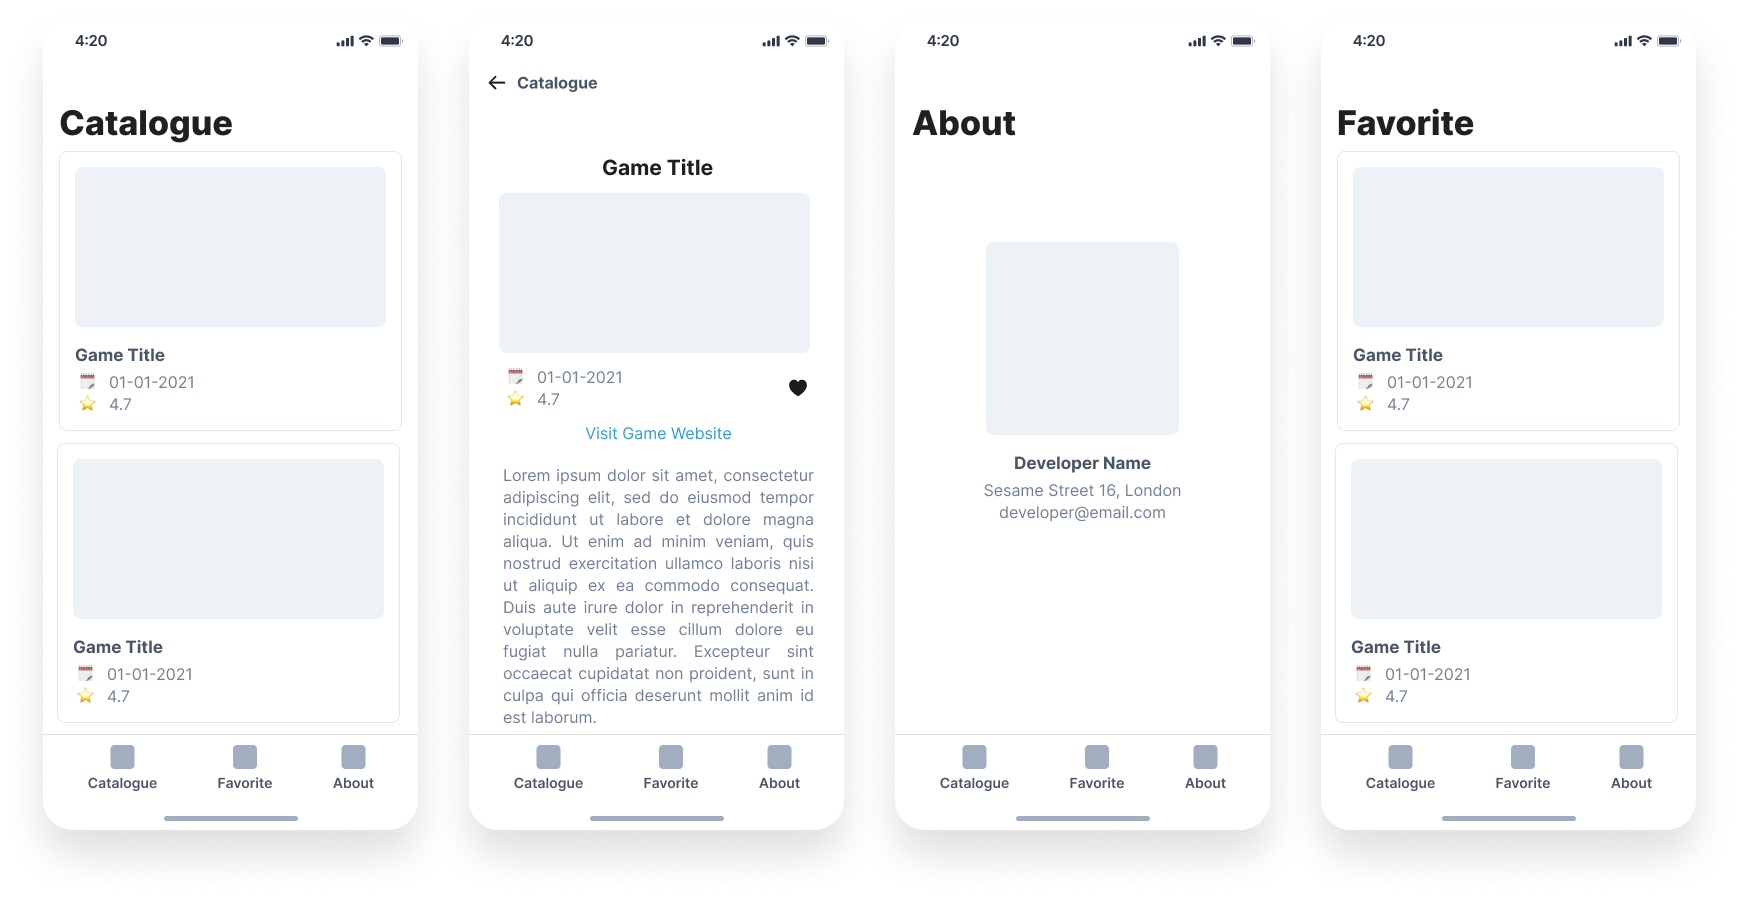 4:20
Catalogue
Game Title
01-01-2021
4.7
Game Title
01-01-2021
4.7
Catalogue
Favorite
About
4:20
Catalogue
Game Title
01-01-2021
4.7
Visit Game Website
Lorem ipsum dolor sit amet, consectetur
adipiscing elit, sed do eiusmod tempor
incididunt ut labore et dolore magna
aliqua. Ut enim ad minim veniam, quis
nostrud exercitation ullamco laboris nisi
ut aliquip ex ea commodo consequat.
Duis aute irure dolor in reprehenderit in
voluptate velit esse cillum dolore eu
fugiat nulla pariatur. Excepteur sint
occaecat cupidatat non proident, sunt in
culpa qui officia deserunt mollit anim id
est laborum.
Catalogue
Favorite
About
4:20
About
Developer Name
Sesame Street 16, London
developer@email.com
Catalogue
Favorite
About
4:20
Favorite
Game Title
01-01-2021
4.7
Game Title
01-01-2021
4.7
Catalogue
Favorite
About